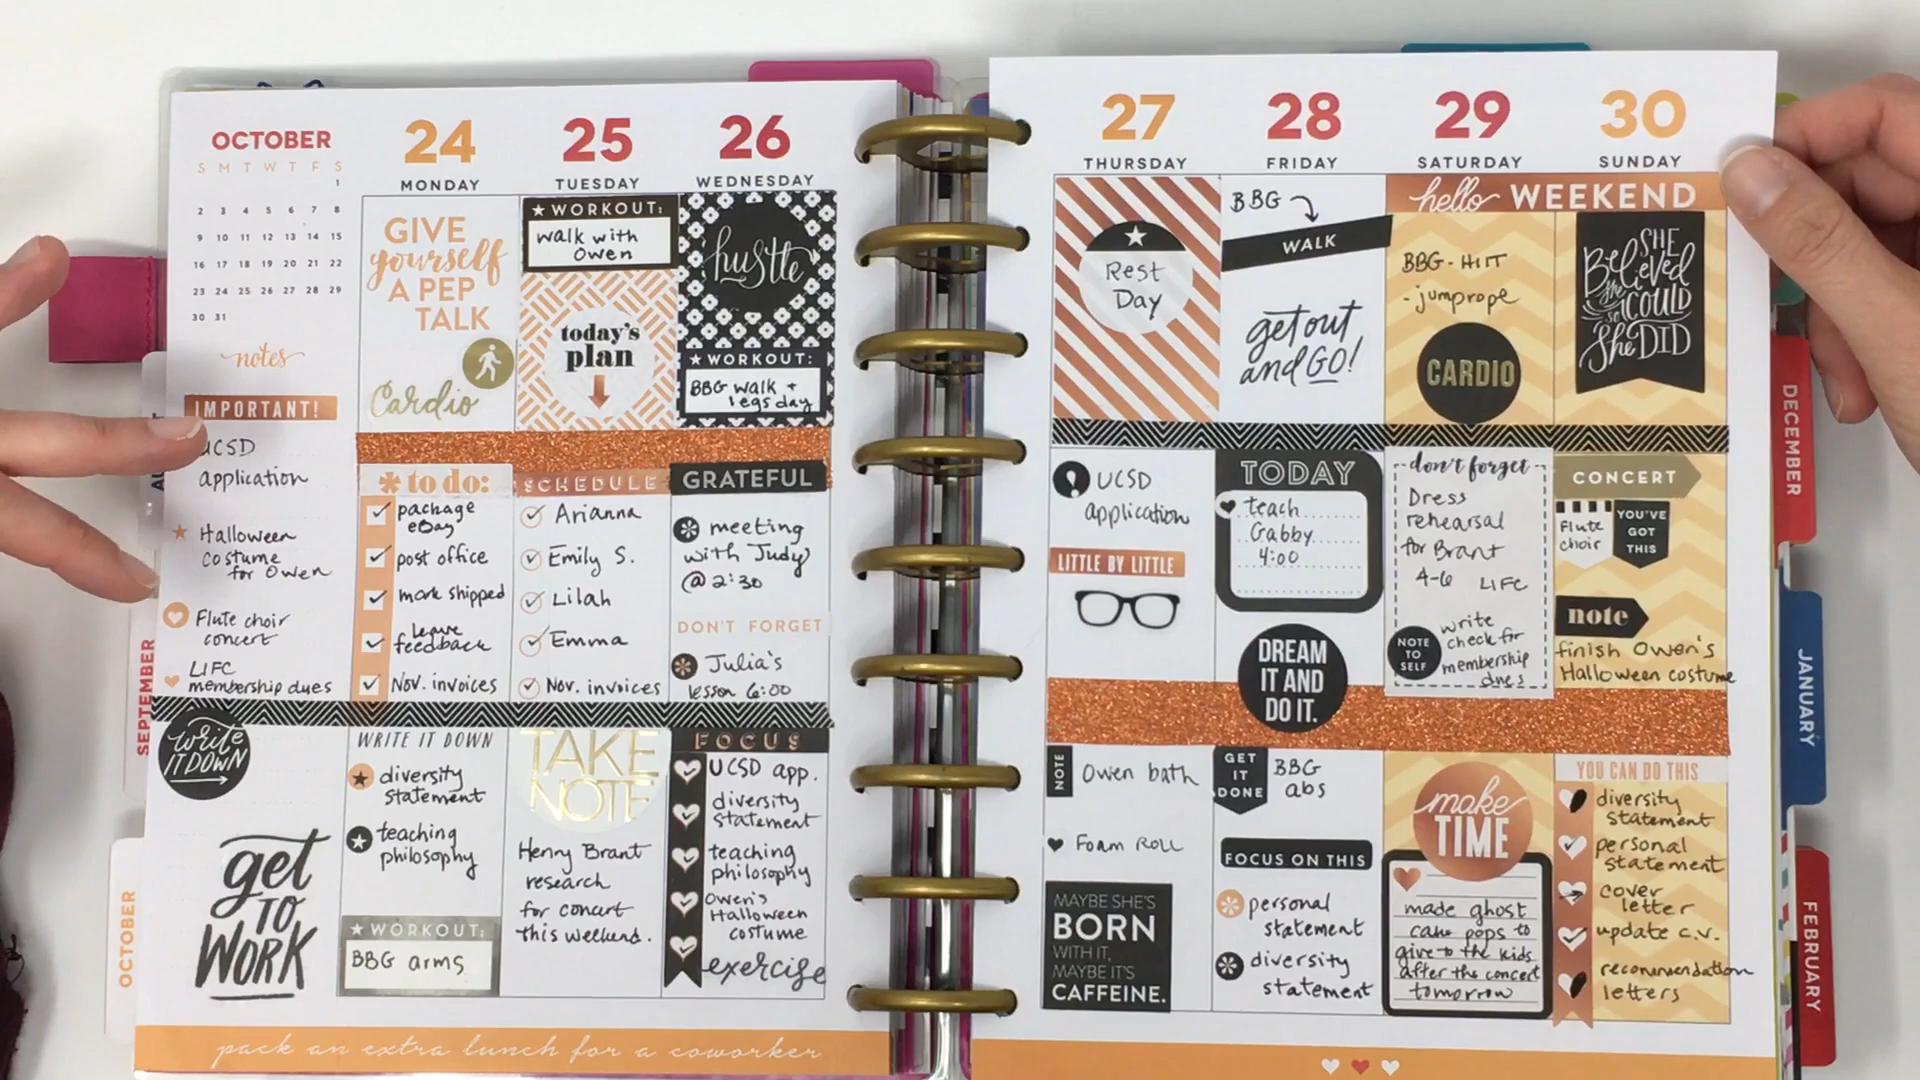 OCTOBER
S M T W T F S
1
2 3 4 5 6 7 8
9 10 11 12 13 14 15
16 17 18 19 20 21 22
23 24 25 26 27 28 29
30 31
notes
IMPORTANT!
UCSD
application
Halloween
costume
for Owen
Flute choir
concert
LIFC
membership dues
write
IT DOWN
get
TO
WORK
24
MONDAY
GIVE
yourself
A PEP
TALK
Cardio
*to do:
package
eBay
post office
mark shipped
leave
feedback
Nov. invoices
WRITE IT DOWN
diversity
statement
teaching
philosophy
WORKOUT:
BBG arms
25
TUESDAY
WORKOUT:
walk with
Owen
today's
plan
SCHEDULE
Arianna
Emily S.
Lilah
Emma
Nov. invoices
TAKE
NOTE
Henry Brant
research
for concert
this weekend.
26
WEDNESDAY
hustle
WORKOUT:
BBG walk +
legs day
GRATEFUL
meeting
with Judy
@ 2:30
DON'T FORGET
Julia's
lesson 6:00
FOCUS
UCSD app.
diversity
statement
teaching
philosophy
Owen's
Halloween
costume
exercise
pack an extra lunch for a coworker
27
THURSDAY
Rest
Day
UCSD
application
LITTLE BY LITTLE
NOTE
Owen bath
Foam Roll
MAYBE SHE'S
BORN
WITH IT,
MAYBE IT'S
CAFFEINE.
28
FRIDAY
BBG
WALK
get out
and GO!
TODAY
teach
Gabby
4:00
DREAM
IT AND
DO IT.
GET
IT
DONE
BBG
abs
FOCUS ON THIS
personal
statement
diversity
statement
29
SATURDAY
hello WEEKEND
BBG - HIIT
- jumprope
CARDIO
don't forget
Dress
rehearsal
for Brant
4-6 LIFC
NOTE
TO
SELF
write
check for
membership
dues
make
TIME
made ghost
cake pops to
give to the kids
after the concert
tomorrow
30
SUNDAY
SHE
BELIEVED
she
COULD
so
She DID
CONCERT
Flute
choir
YOU'VE
GOT
THIS
note
finish Owen's
Halloween costume
YOU CAN DO THIS
diversity
statement
personal
statement
cover
letter
update c.v.
recommendation
letters
SEPTEMBER
OCTOBER
DECEMBER
JANUARY
FEBRUARY